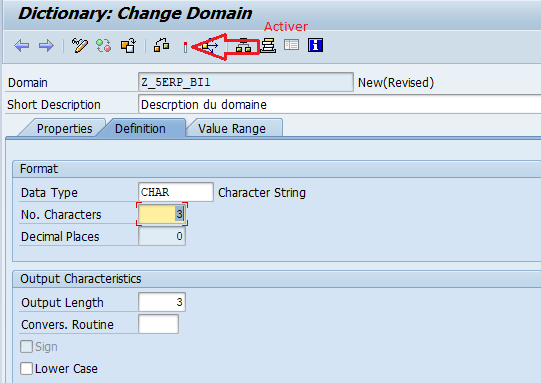 Dictionary: Change Domain
Activer
Domain Z_5ERP_BI1 New(Revised)
Short Description Descrption du domaine
Properties Definition Value Range
Format
Data Type CHAR Character String
No. Characters 3
Decimal Places 0
Output Characteristics
Output Length 3
Convers. Routine
Sign
Lower Case